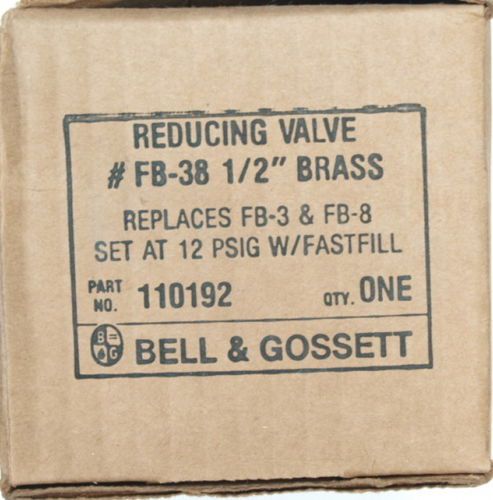 REDUCING VALVE
# FB-38 1/2" BRASS
REPLACES FB-3 & FB-8
SET AT 12 PSIG W/FASTFILL
PART NO. 110192 QTY. ONE
B=G BELL & GOSSETT